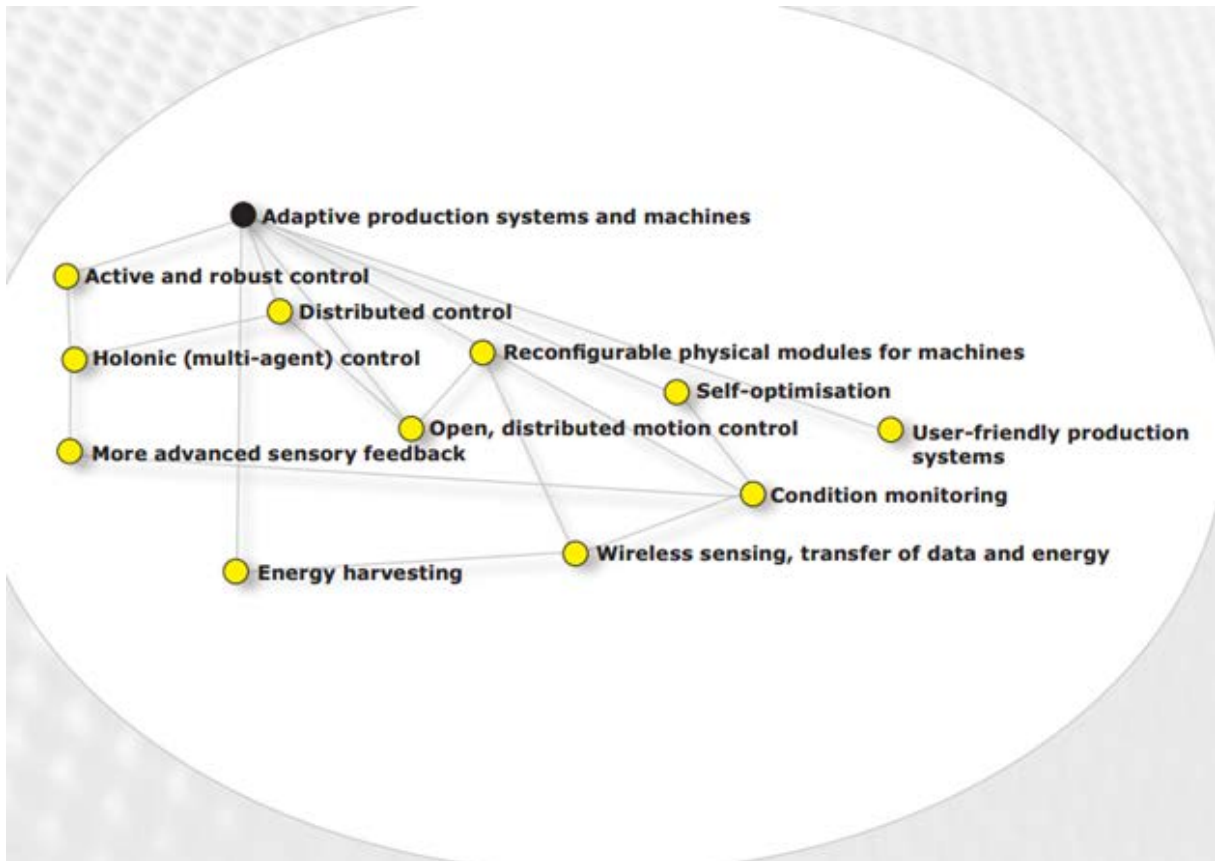 Adaptive production systems and machines
Active and robust control
Distributed control
Holonic (multi-agent) control
Reconfigurable physical modules for machines
Self-optimisation
Open, distributed motion control
User-friendly production
systems
More advanced sensory feedback
Condition monitoring
Wireless sensing, transfer of data and energy
Energy harvesting